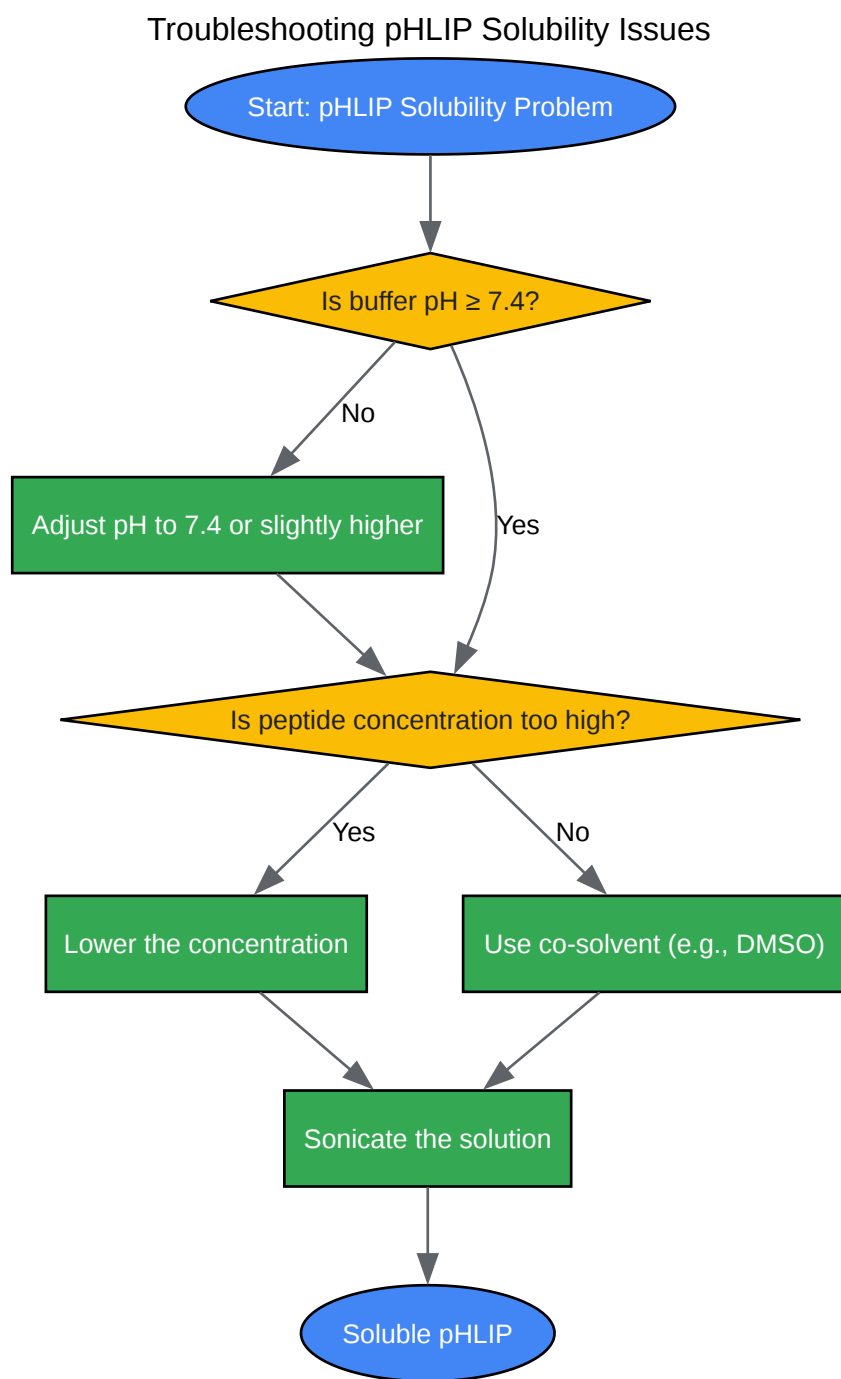 Troubleshooting pHLIP Solubility Issues
Start: pHLIP Solubility Problem
Is buffer pH ≥ 7.4?
No
Adjust pH to 7.4 or slightly higher
Yes
Is peptide concentration too high?
Yes
No
Lower the concentration
Use co-solvent (e.g., DMSO)
Sonicate the solution
Soluble pHLIP